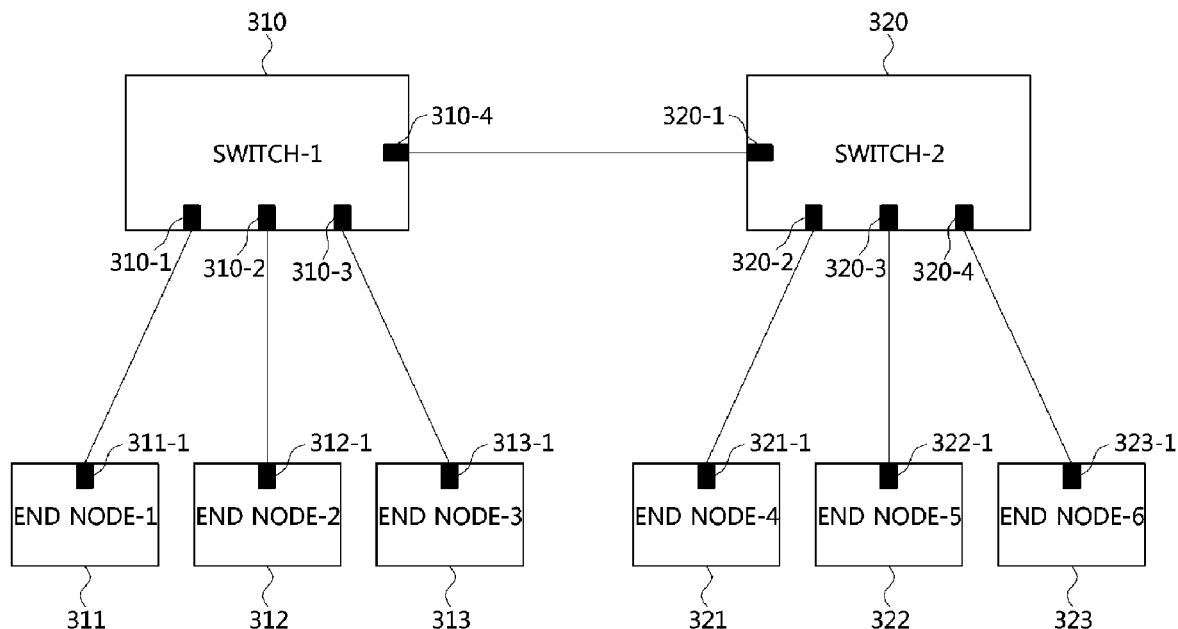 310 320
310-4 320-1
SWITCH-1 SWITCH-2
310-1 310-2 310-3 320-2 320-3 320-4
311-1 312-1 313-1 321-1 322-1 323-1
END NODE-1 END NODE-2 END NODE-3 END NODE-4 END NODE-5 END NODE-6
311 312 313 321 322 323